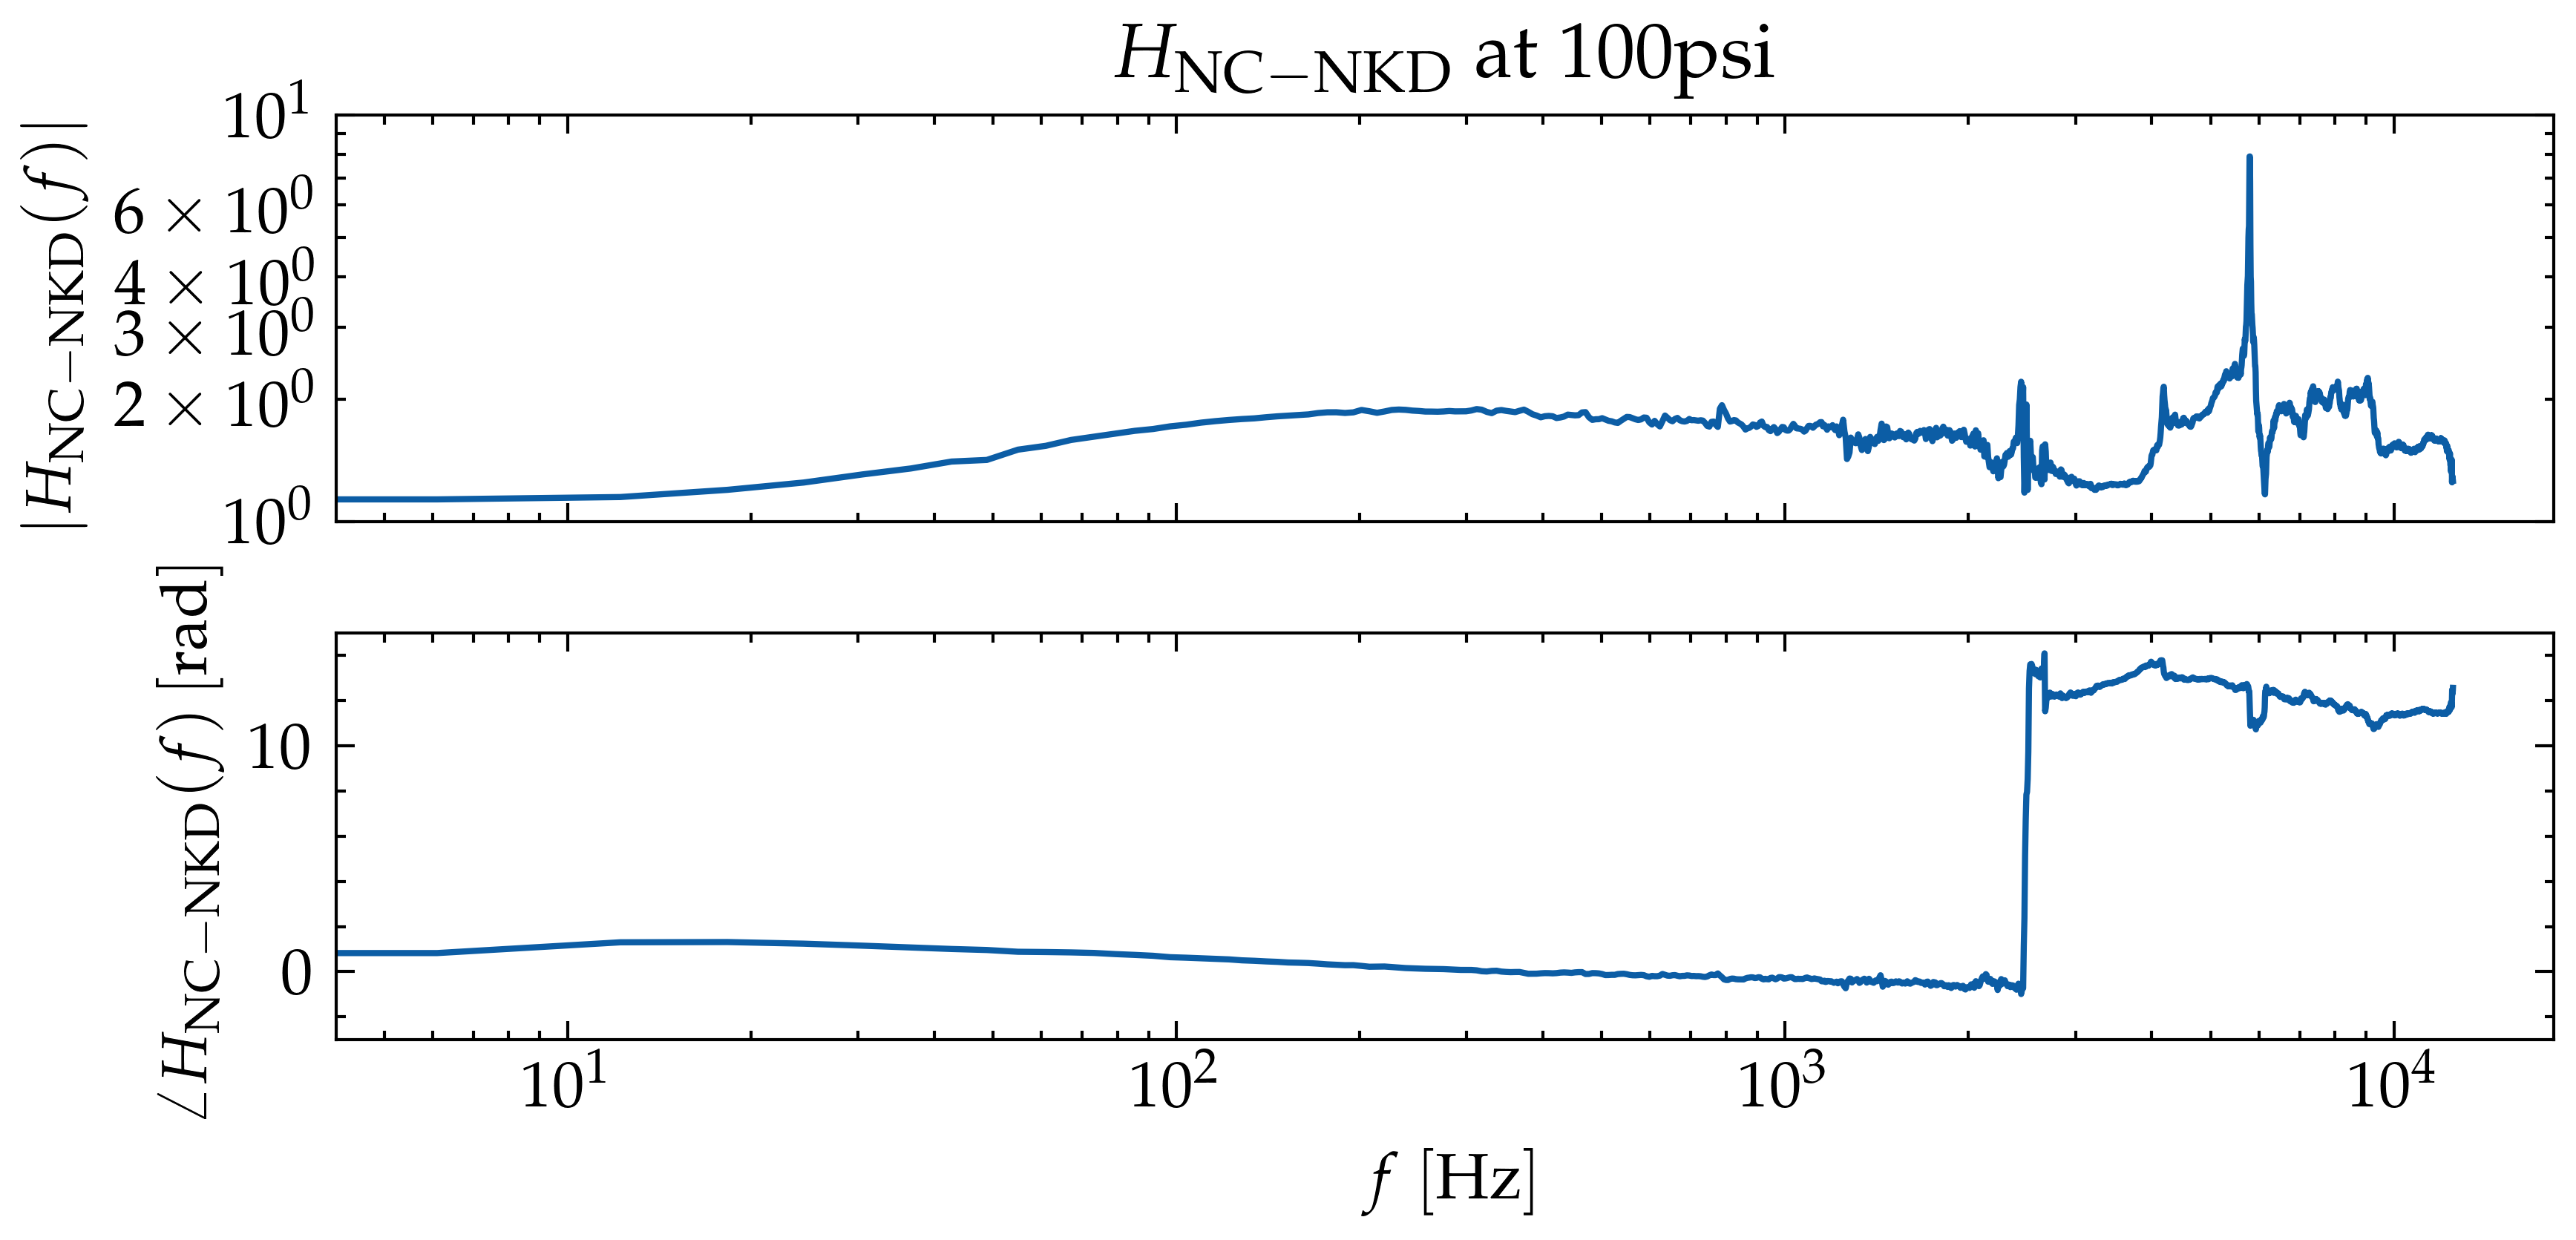 H_NC−NKD at 100psi
|H_NC−NKD(f)|
10^1
6 × 10^0
4 × 10^0
3 × 10^0
2 × 10^0
10^0
∠H_NC−NKD(f) [rad]
10
0
10^1 10^2 10^3 10^4
f [Hz]